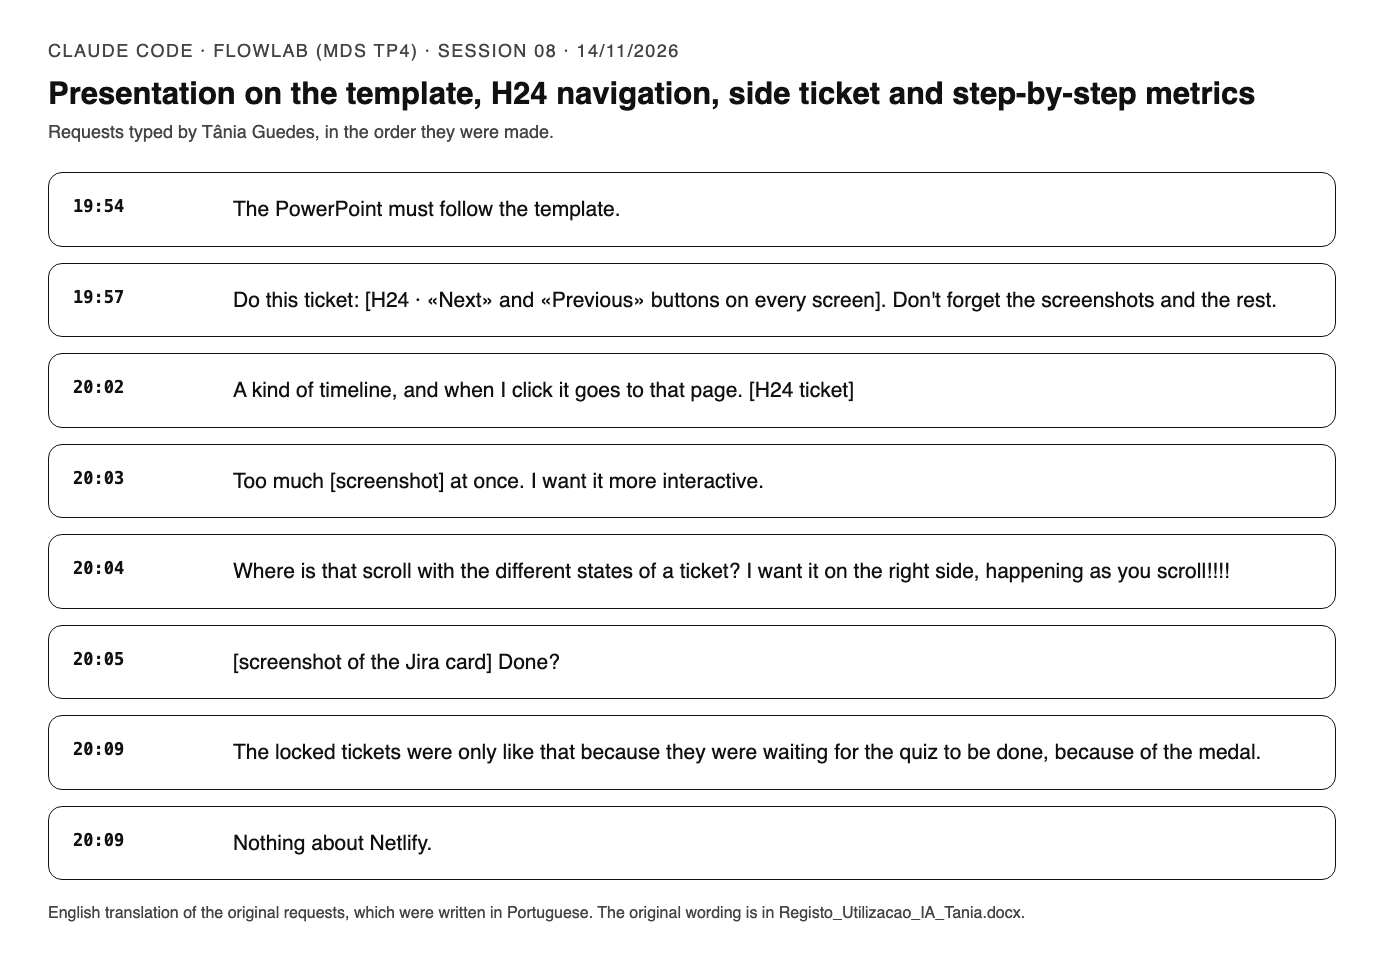 CLAUDE CODE · FLOWLAB (MDS TP4) · SESSION 08 · 14/11/2026
Presentation on the template, H24 navigation, side ticket and step-by-step metrics
Requests typed by Tânia Guedes, in the order they were made.
19:54 The PowerPoint must follow the template.
19:57 Do this ticket: [H24 · «Next» and «Previous» buttons on every screen]. Don't forget the screenshots and the rest.
20:02 A kind of timeline, and when I click it goes to that page. [H24 ticket]
20:03 Too much [screenshot] at once. I want it more interactive.
20:04 Where is that scroll with the different states of a ticket? I want it on the right side, happening as you scroll!!!!
20:05 [screenshot of the Jira card] Done?
20:09 The locked tickets were only like that because they were waiting for the quiz to be done, because of the medal.
20:09 Nothing about Netlify.
English translation of the original requests, which were written in Portuguese. The original wording is in Registo_Utilizacao_IA_Tania.docx.